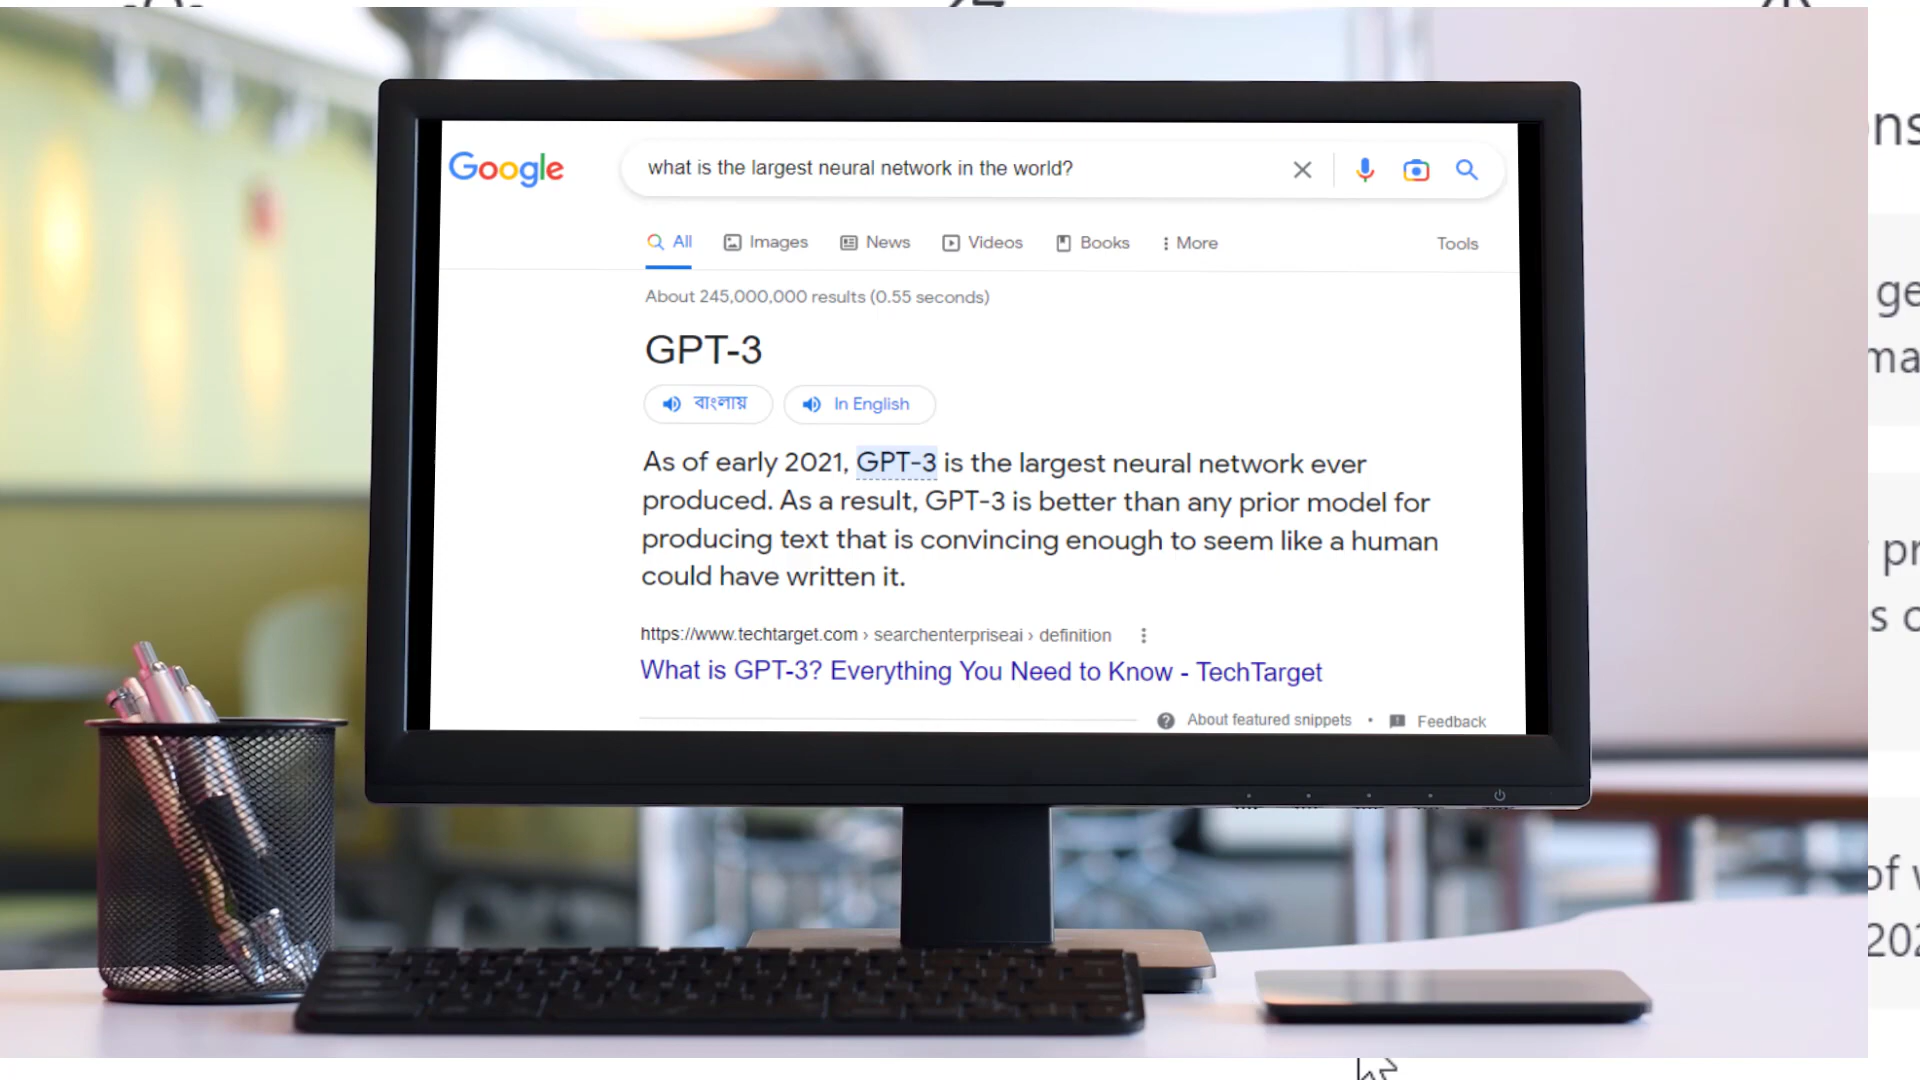 Google
what is the largest neural network in the world?
All Images News Videos Books More Tools
About 245,000,000 results (0.55 seconds)
GPT-3
বাংলায় In English
As of early 2021, GPT-3 is the largest neural network ever
produced. As a result, GPT-3 is better than any prior model for
producing text that is convincing enough to seem like a human
could have written it.
https://www.techtarget.com › searchenterpriseai › definition
What is GPT-3? Everything You Need to Know - TechTarget
About featured snippets • Feedback